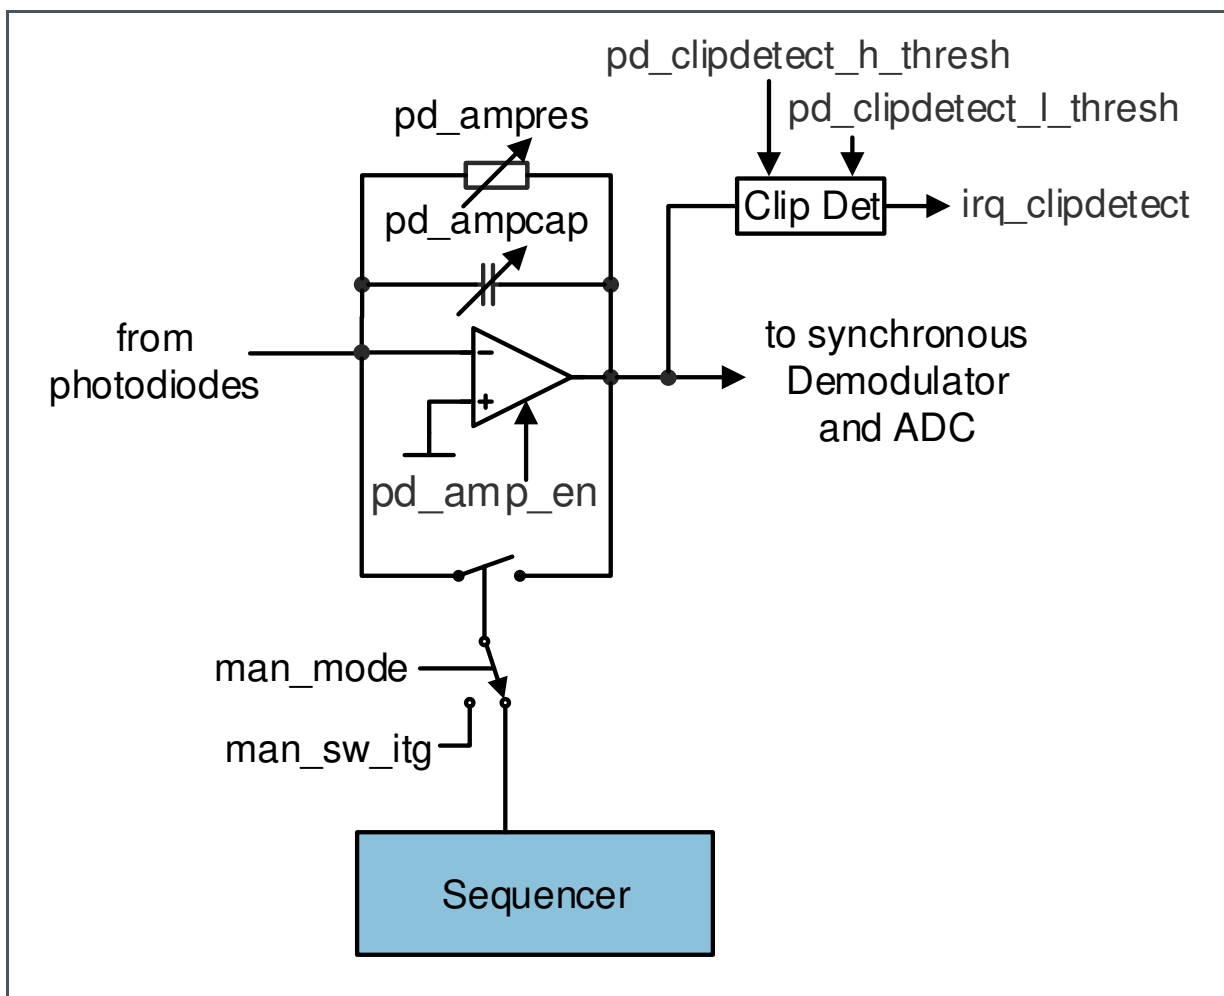 pd_clipdetect_h_thresh
pd_clipdetect_l_thresh
pd_ampres
Clip Det
irq_clipdetect
pd_ampcap
from
photodiodes
to synchronous
Demodulator
and ADC
pd_amp_en
man_mode
man_sw_itg
Sequencer